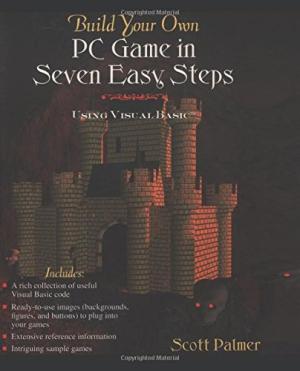 Build Your Own
PC Game in
Seven Easy Steps
Using Visual Basic
Includes:
A rich collection of useful
Visual Basic code
Ready-to-use images (backgrounds,
figures, and buttons) to plug into
your games
Extensive reference information
Intriguing sample games
Scott Palmer
Copyrighted Material